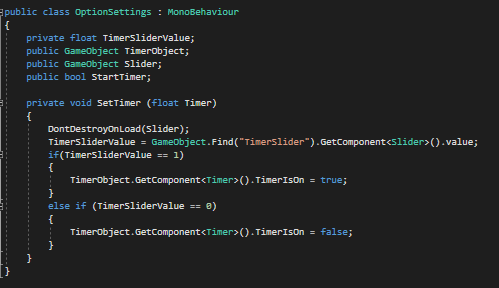 public class OptionSettings : MonoBehaviour
{
private float TimerSliderValue;
public GameObject TimerObject;
public GameObject Slider;
public bool StartTimer;
private void SetTimer (float Timer)
{
DontDestroyOnLoad(Slider);
TimerSliderValue = GameObject.Find("TimerSlider").GetComponent<Slider>().value;
if(TimerSliderValue == 1)
{
TimerObject.GetComponent<Timer>().TimerIsOn = true;
}
else if (TimerSliderValue == 0)
{
TimerObject.GetComponent<Timer>().TimerIsOn = false;
}
}
}